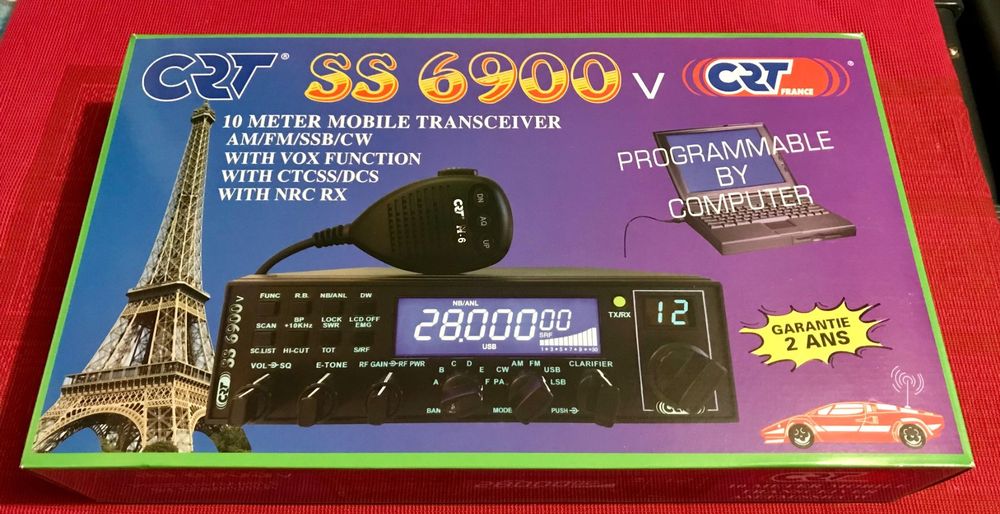 CRT® SS 6900 V CRT FRANCE ®
10 METER MOBILE TRANSCEIVER
AM/FM/SSB/CW
WITH VOX FUNCTION
WITH CTCSS/DCS
WITH NRC RX
PROGRAMMABLE
BY
COMPUTER
CRT
DN AQ UP
SS 6900 V
CRT
FUNC R.B. NB/ANL DW
SCAN BP +10KHz LOCK SWR LCD OFF EMG
SC.LIST HI-CUT TOT S/RF
VOL SQ E-TONE RF GAIN RF PWR
NB/ANL
28.00000
SRF
USB
TX/RX
12
A B C D E F
BAND
PA CW AM FM USB LSB
MODE
CLARIFIER
PUSH
GARANTIE
2 ANS